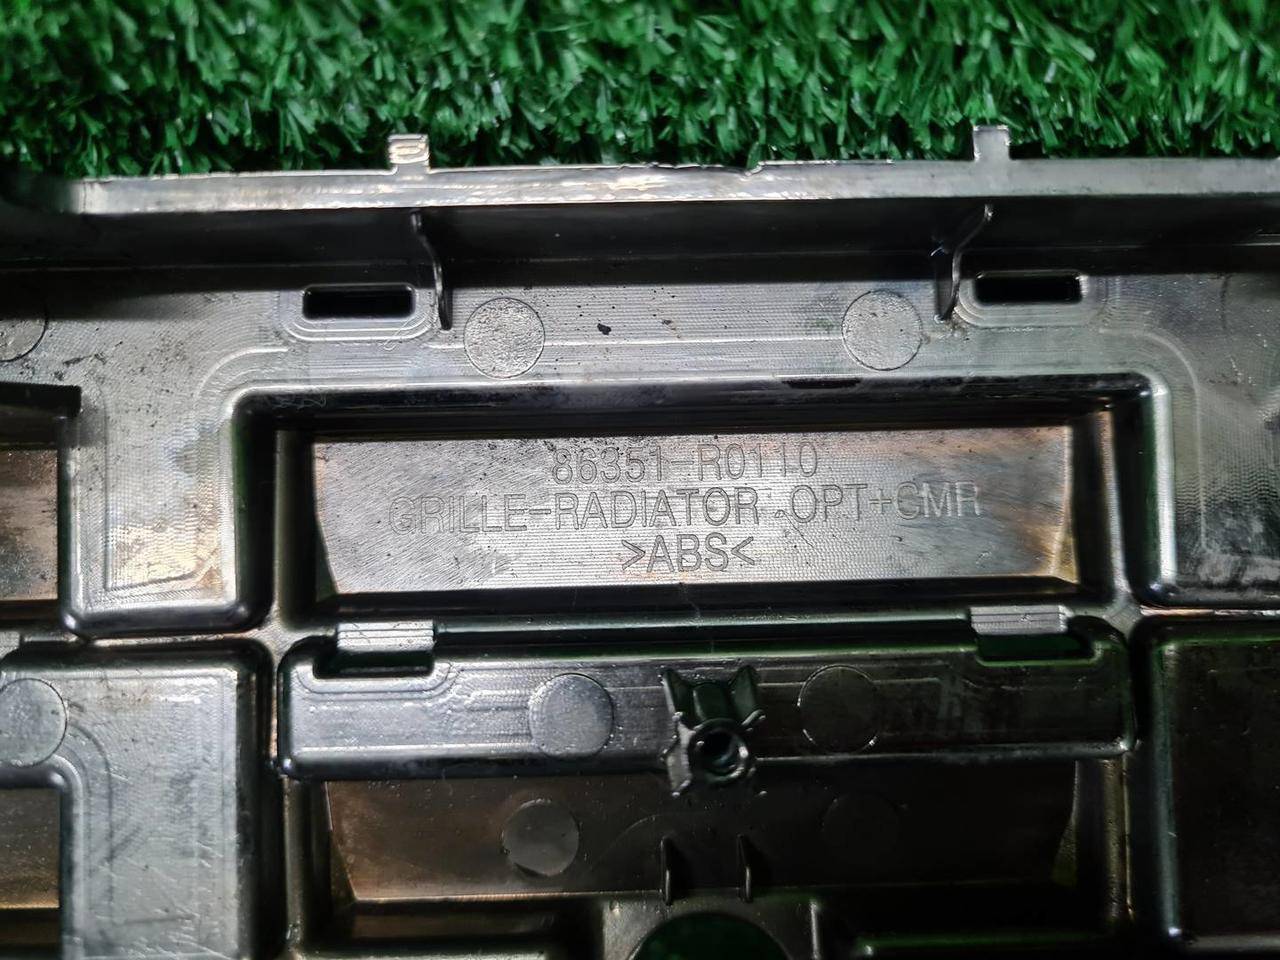 86351-R0110
GRILLE-RADIATOR OPT+CMR
>ABS<